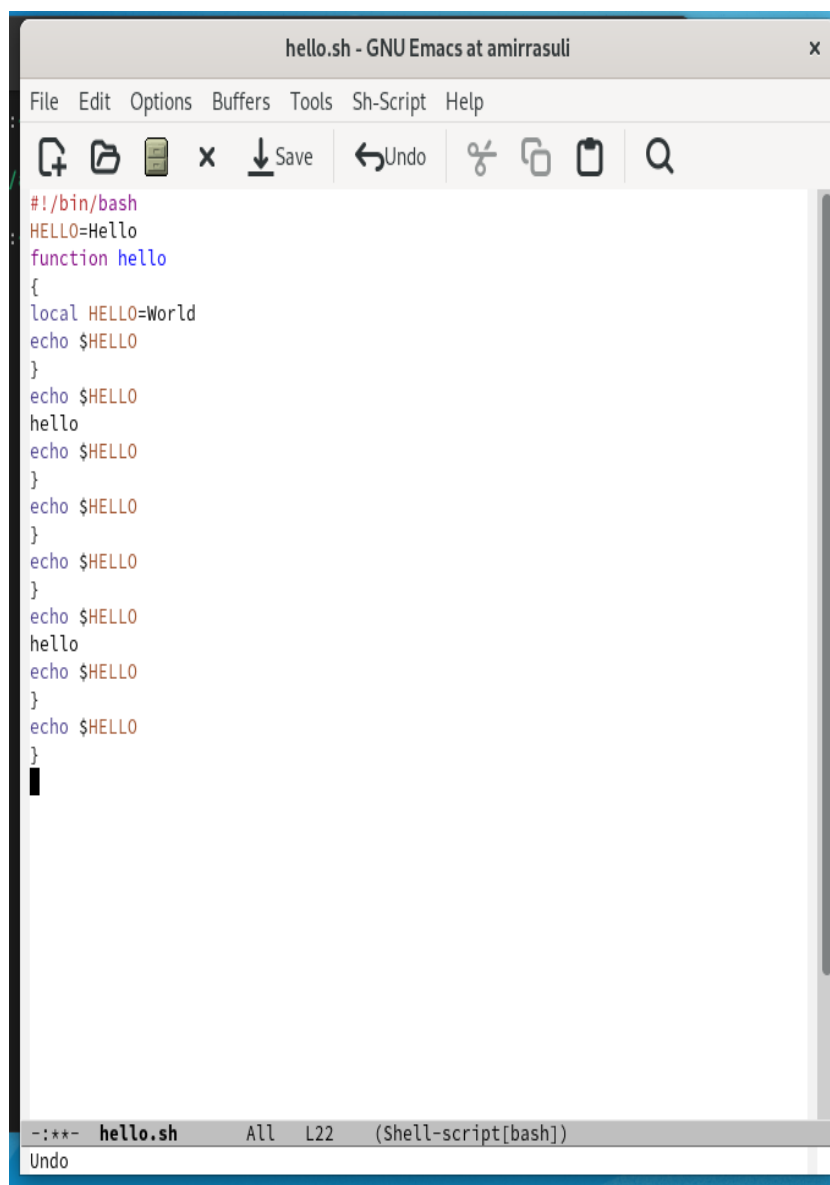 hello.sh - GNU Emacs at amirrasuli
File Edit Options Buffers Tools Sh-Script Help
Save Undo
#!/bin/bash
HELLO=Hello
function hello
{
local HELLO=World
echo $HELLO
}
echo $HELLO
hello
echo $HELLO
}
echo $HELLO
}
echo $HELLO
}
echo $HELLO
hello
echo $HELLO
}
echo $HELLO
}
-:**- hello.sh All L22 (Shell-script[bash])
Undo